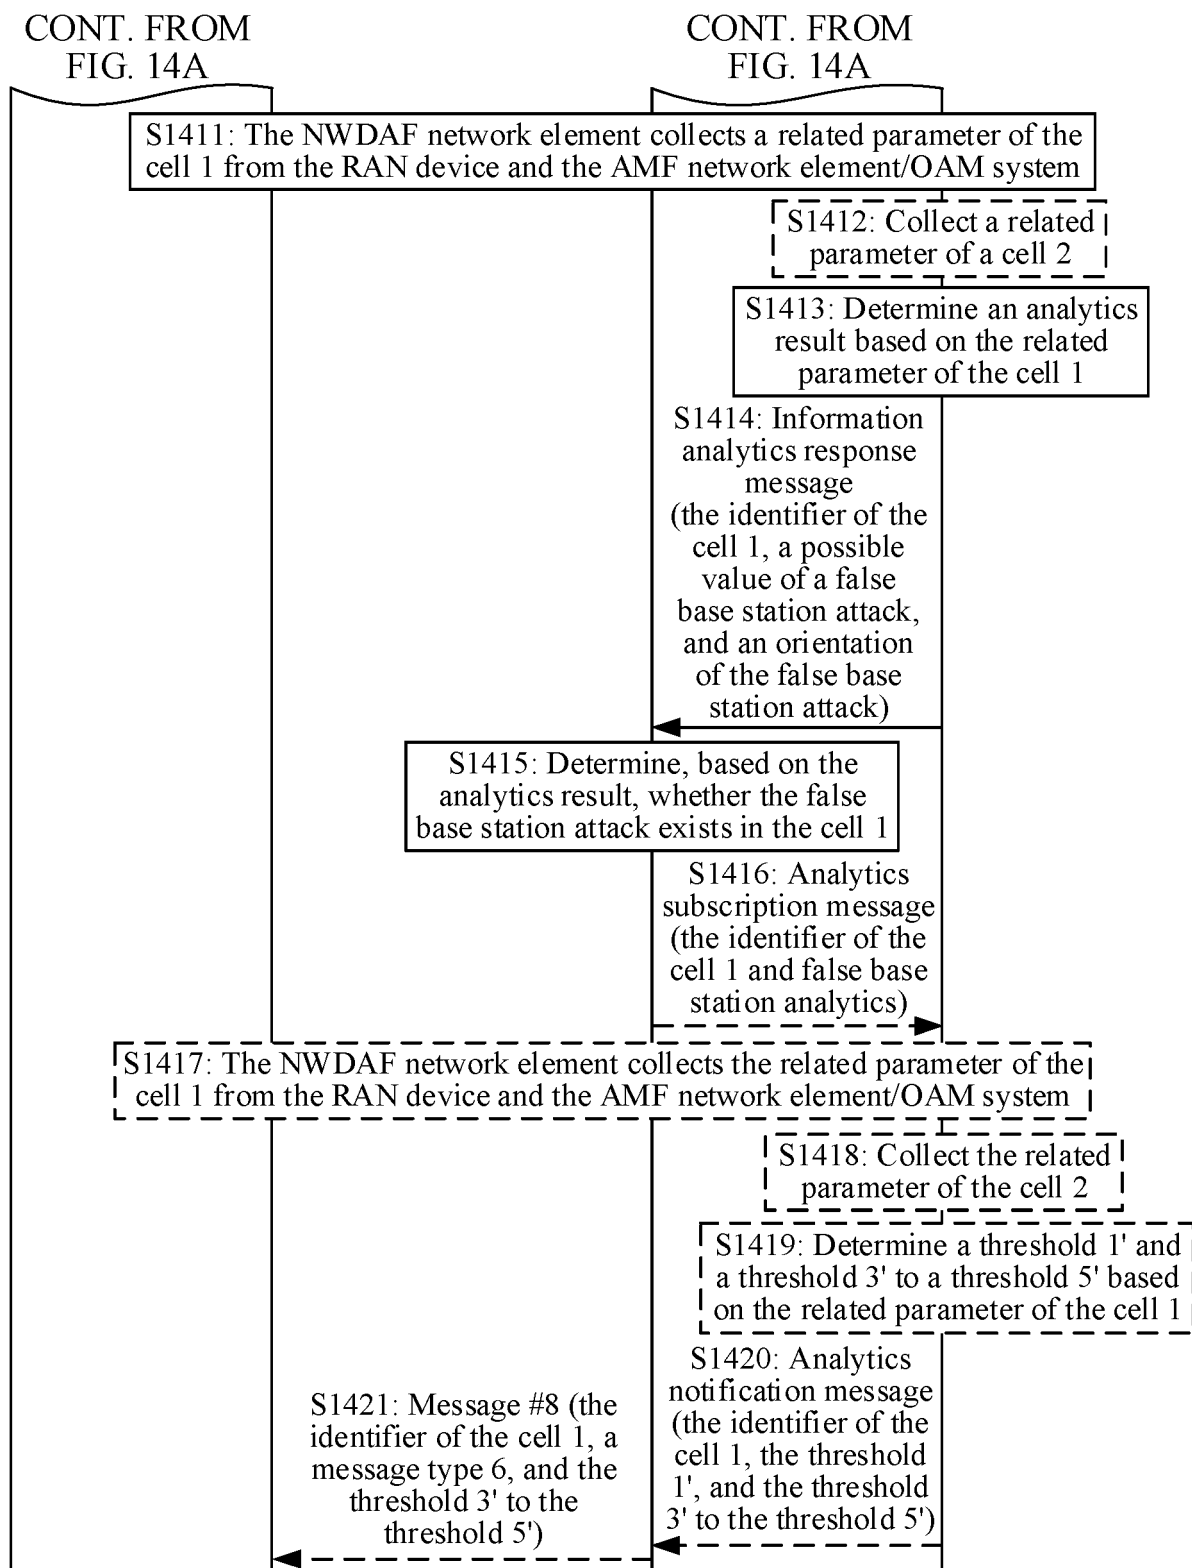 CONT. FROM
FIG. 14A
CONT. FROM
FIG. 14A
S1411: The NWDAF network element collects a related parameter of the
cell 1 from the RAN device and the AMF network element/OAM system
S1412: Collect a related
parameter of a cell 2
S1413: Determine an analytics
result based on the related
parameter of the cell 1
S1414: Information
analytics response
message
(the identifier of the
cell 1, a possible
value of a false
base station attack,
and an orientation
of the false base
station attack)
S1415: Determine, based on the
analytics result, whether the false
base station attack exists in the cell 1
S1416: Analytics
subscription message
(the identifier of the
cell 1 and false base
station analytics)
S1417: The NWDAF network element collects the related parameter of the
cell 1 from the RAN device and the AMF network element/OAM system
S1418: Collect the related
parameter of the cell 2
S1419: Determine a threshold 1' and
a threshold 3' to a threshold 5' based
on the related parameter of the cell 1
S1420: Analytics
notification message
(the identifier of the
cell 1, the threshold
1', and the threshold
3' to the threshold 5')
S1421: Message #8 (the
identifier of the cell 1, a
message type 6, and the
threshold 3' to the
threshold 5')